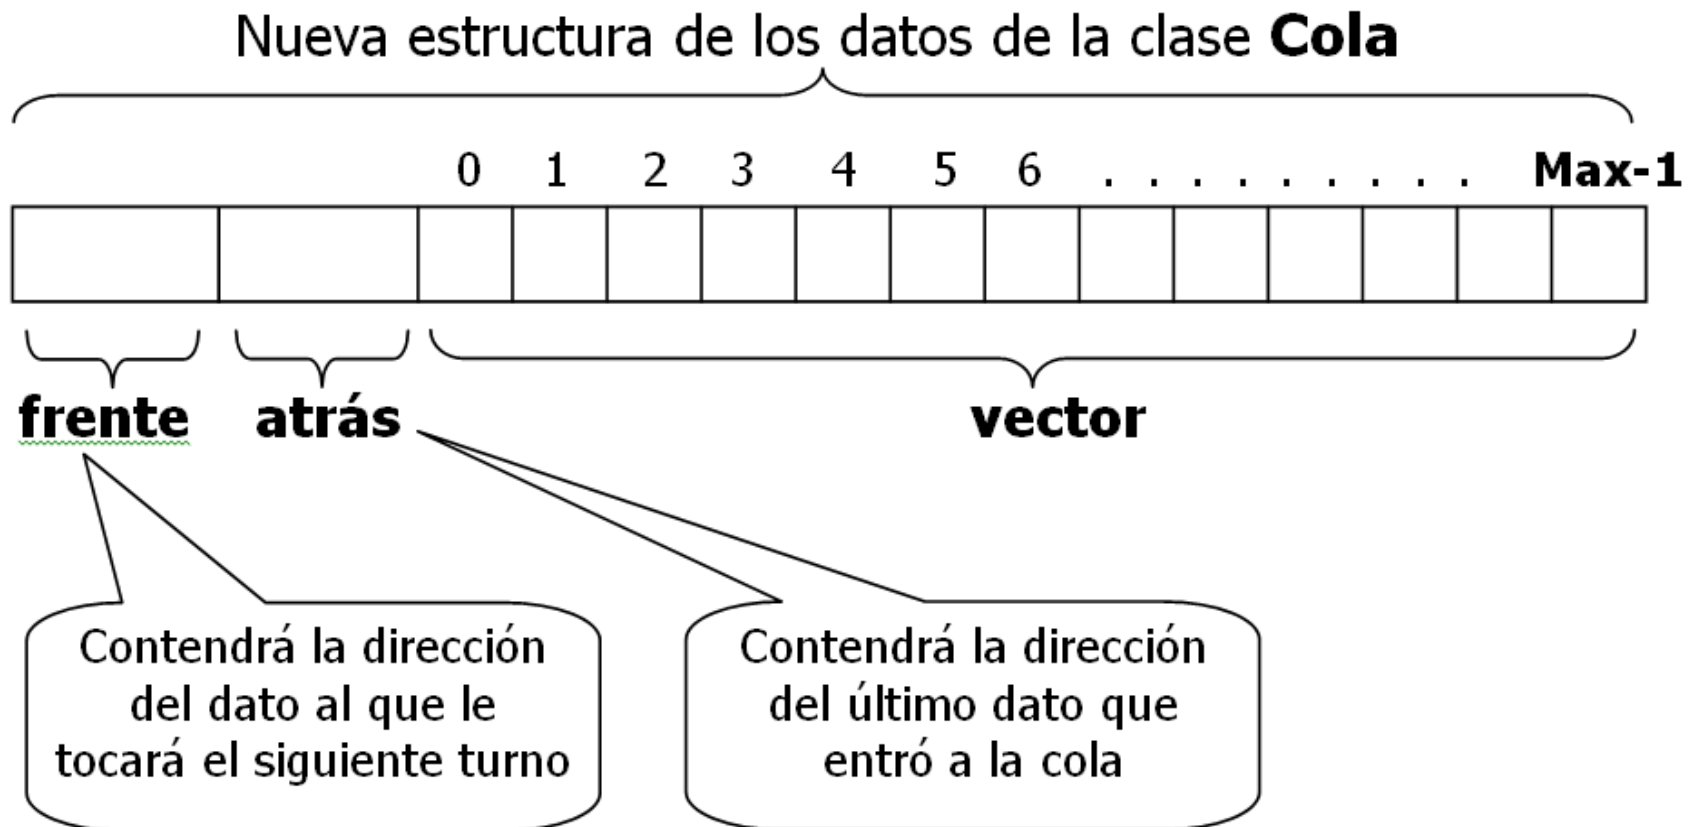 Nueva estructura de los datos de la clase Cola
0 1 2 3 4 5 6 . . . . . . . . . Max-1
frente atrás vector
Contendrá la dirección
del dato al que le
tocará el siguiente turno
Contendrá la dirección
del último dato que
entró a la cola